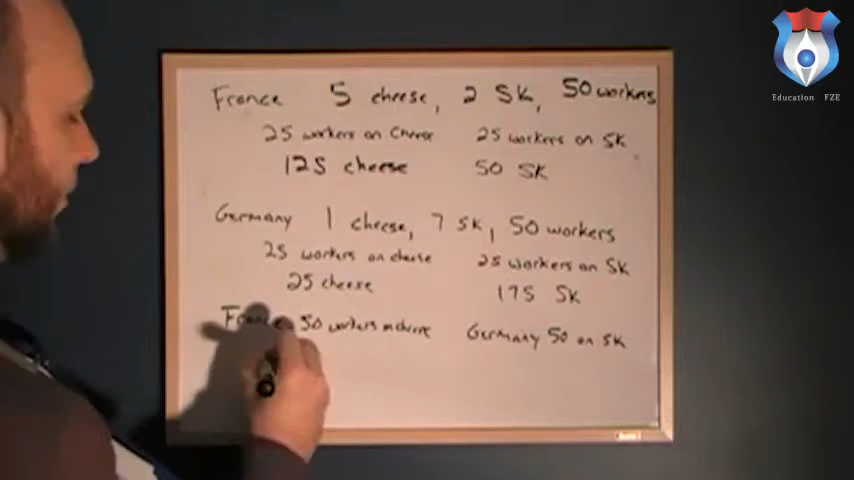 France 5 cheese, 2 SK, 50 workers
25 workers on Cheese 25 workers on SK
125 cheese 50 SK
Germany 1 cheese, 7 SK, 50 workers
25 workers on cheese 25 workers on SK
25 cheese 175 SK
France 50 workers on cheese Germany 50 on SK
Education FZE